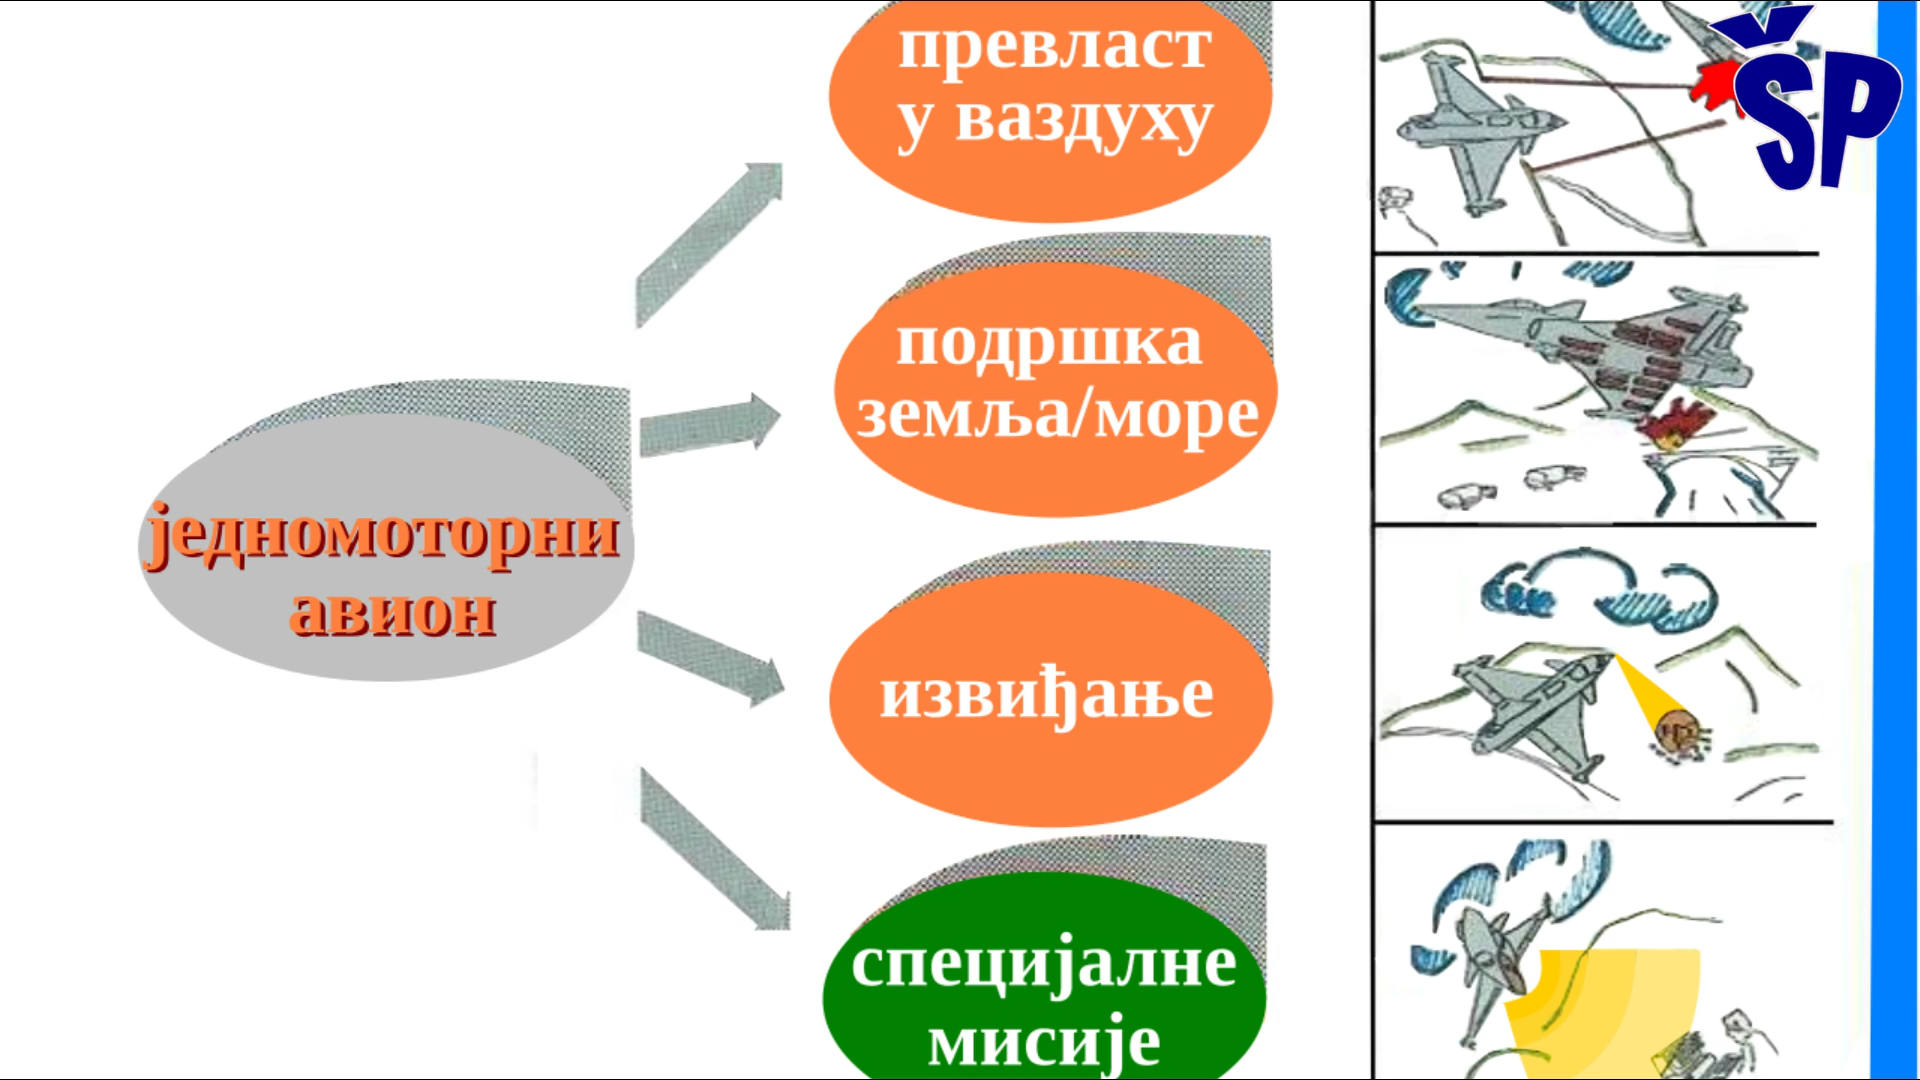 превласт
у ваздуху
ŠP
подршка
земља/море
једномоторни
авион
извиђање
специјалне
мисије